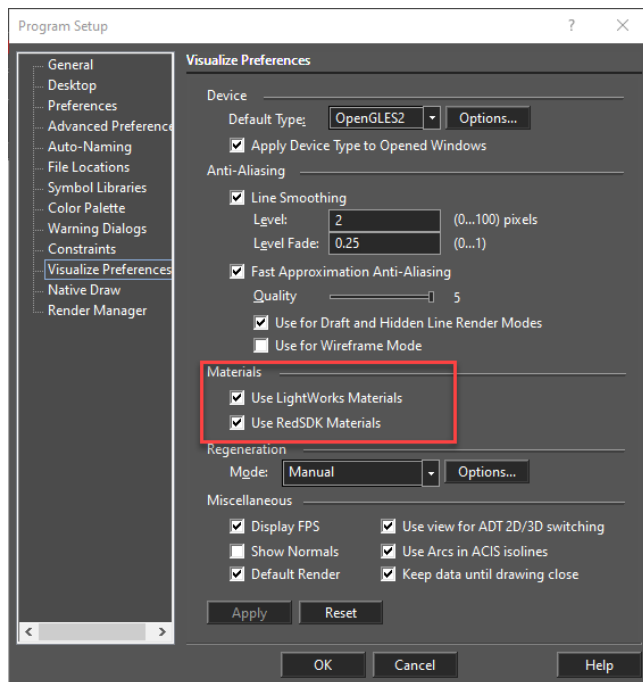 Program Setup ?
General
Desktop
Preferences
Advanced Preference
Auto-Naming
File Locations
Symbol Libraries
Color Palette
Warning Dialogs
Constraints
Visualize Preferences
Native Draw
Render Manager
Visualize Preferences
Device
Default Type: OpenGLES2 Options...
Apply Device Type to Opened Windows
Anti-Aliasing
Line Smoothing
Level: 2 (0...100) pixels
Level Fade: 0.25 (0...1)
Fast Approximation Anti-Aliasing
Quality 5
Use for Draft and Hidden Line Render Modes
Use for Wireframe Mode
Materials
Use LightWorks Materials
Use RedSDK Materials
Regeneration
Mode: Manual Options...
Miscellaneous
Display FPS Use view for ADT 2D/3D switching
Show Normals Use Arcs in ACIS isolines
Default Render Keep data until drawing close
Apply Reset
OK Cancel Help